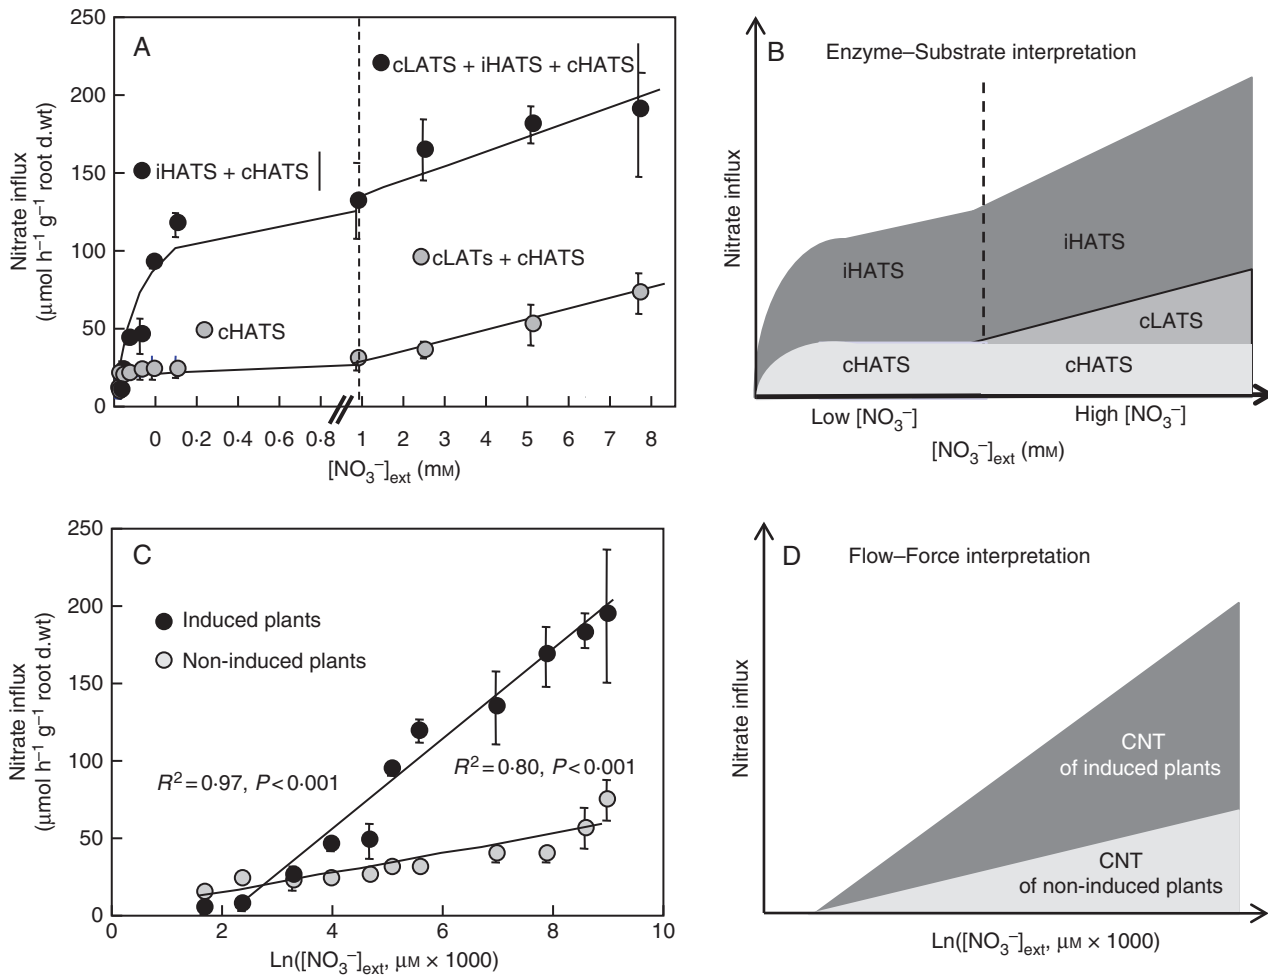 A
250
200
150
100
50
0
Nitrate influx
(µmol h⁻¹ g⁻¹ root d.wt)
cLATS + iHATS + cHATS
iHATS + cHATS
cLATs + cHATS
cHATS
0 0·2 0·4 0·6 0·8 1 2 3 4 5 6 7 8
[NO₃⁻]ext (mM)
B Enzyme–Substrate interpretation
Nitrate influx
iHATS
iHATS
cLATS
cHATS
cHATS
Low [NO₃⁻]
High [NO₃⁻]
[NO₃⁻]ext (mM)
C
250
200
150
100
50
0
Nitrate influx
(µmol h⁻¹ g⁻¹ root d.wt)
Induced plants
Non-induced plants
R² = 0·97, P < 0·001
R² = 0·80, P < 0·001
0 2 4 6 8 10
Ln([NO₃⁻]ext, µM × 1000)
D Flow–Force interpretation
Nitrate influx
CNT
of induced plants
CNT
of non-induced plants
Ln([NO₃⁻]ext, µM × 1000)